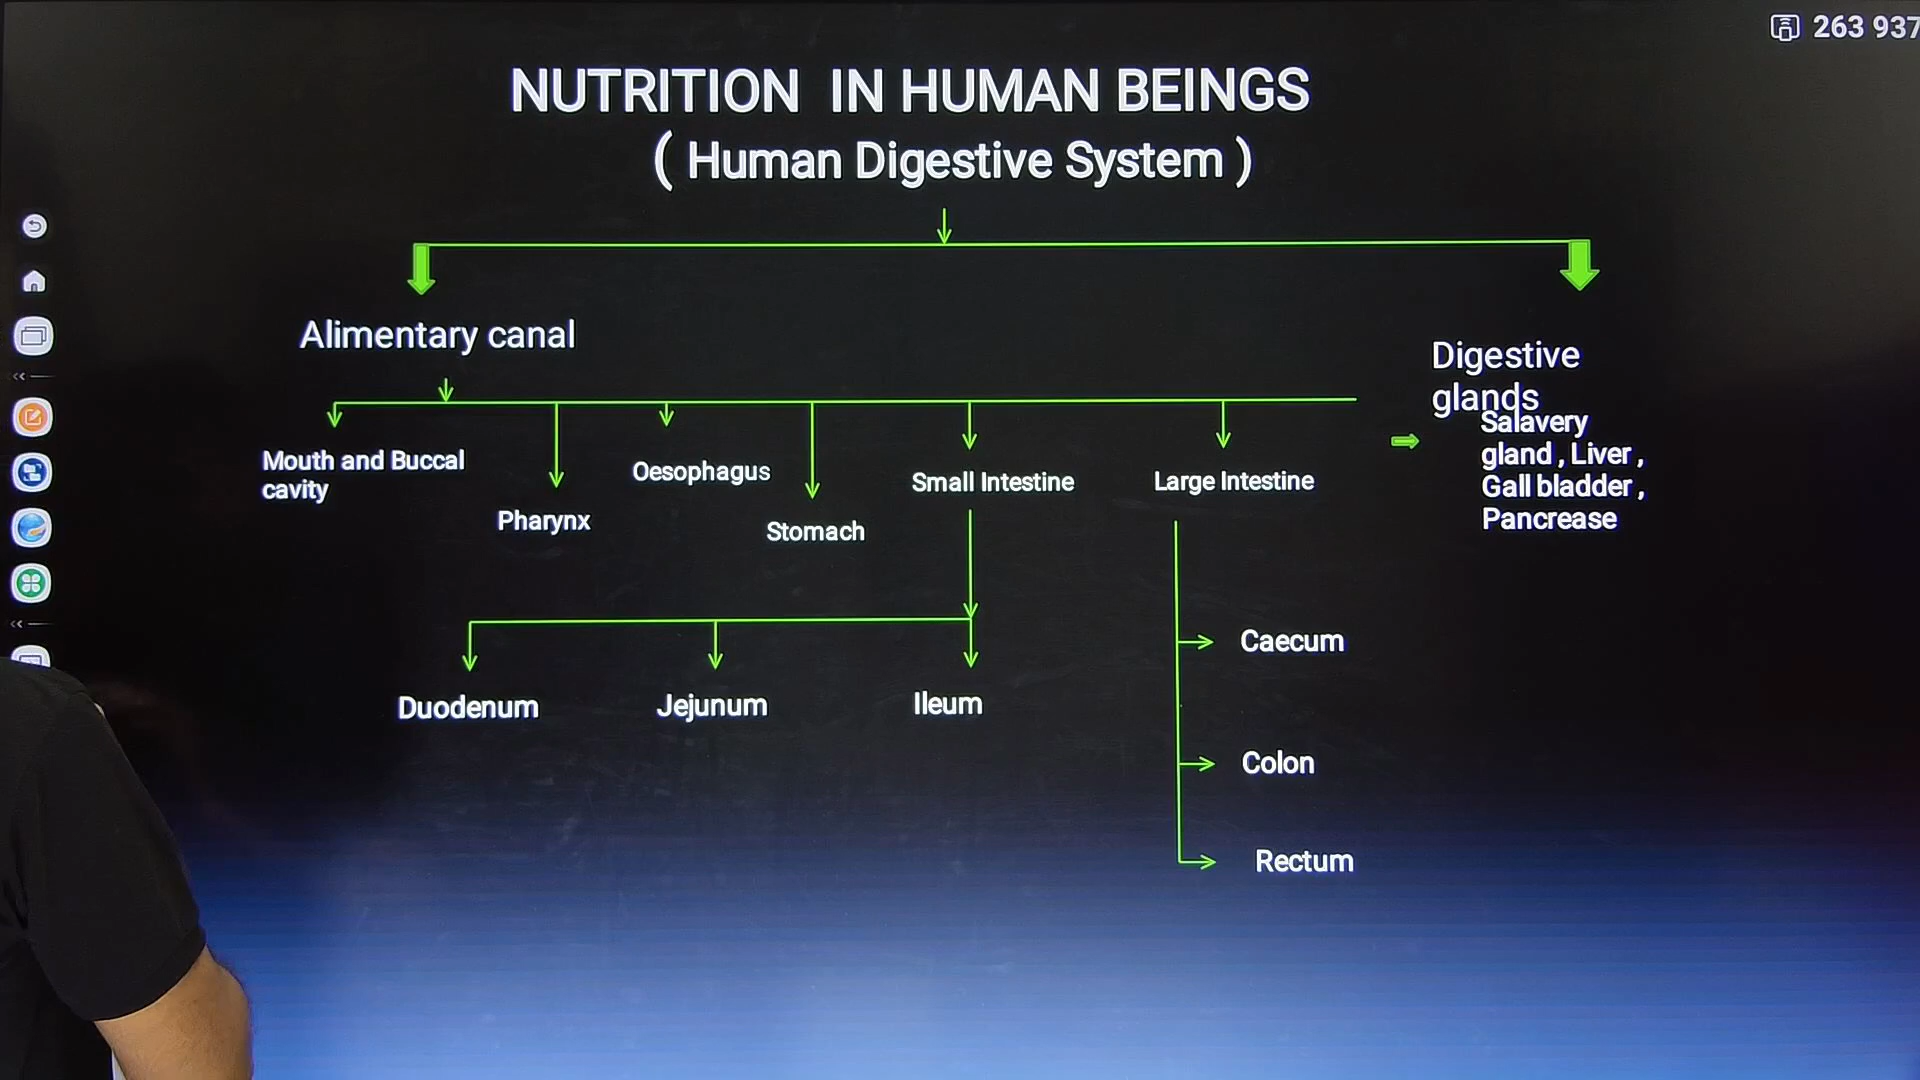 263 937
NUTRITION IN HUMAN BEINGS
( Human Digestive System )
Alimentary canal
Digestive
glands
Salavery
gland , Liver ,
Gall bladder ,
Pancrease
Mouth and Buccal
cavity
Pharynx
Oesophagus
Stomach
Small Intestine
Large Intestine
Duodenum
Jejunum
Ileum
Caecum
Colon
Rectum